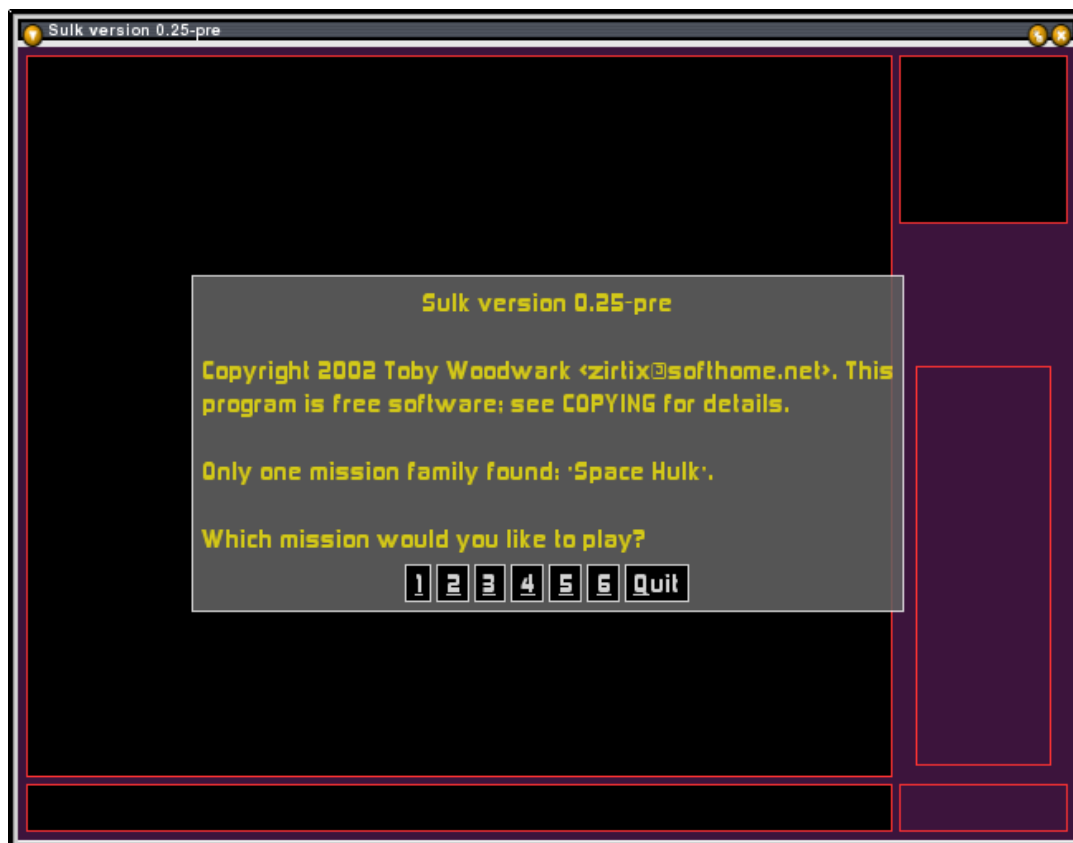 Sulk version 0.25-pre
Sulk version 0.25-pre
Copyright 2002 Toby Woodwark <zirtix@softhome.net>. This
program is free software; see COPYING for details.
Only one mission family found: 'Space Hulk'.
Which mission would you like to play?
1 2 3 4 5 6 Quit